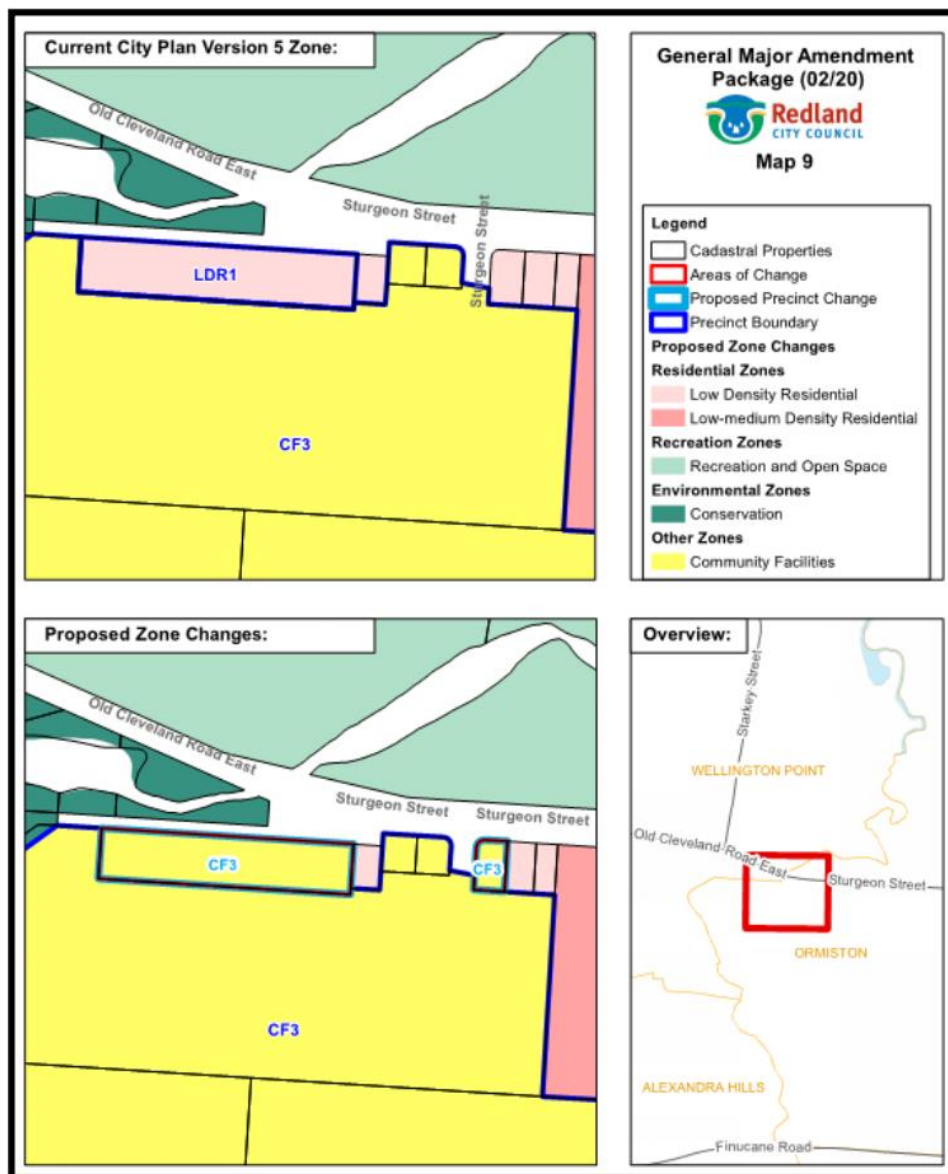 Current City Plan Version 5 Zone:
Old Cleveland Road East
Sturgeon Street
Sturgeon Street
LDR1
CF3
General Major Amendment
Package (02/20)
Redland
CITY COUNCIL
Map 9
Legend
Cadastral Properties
Areas of Change
Proposed Precinct Change
Precinct Boundary
Proposed Zone Changes
Residential Zones
Low Density Residential
Low-medium Density Residential
Recreation Zones
Recreation and Open Space
Environmental Zones
Conservation
Other Zones
Community Facilities
Proposed Zone Changes:
Old Cleveland Road East
Sturgeon Street
Sturgeon Street
CF3
CF3
CF3
Overview:
Starkey Street
WELLINGTON POINT
Old Cleveland Road East
Sturgeon Street
ORMISTON
ALEXANDRA HILLS
Finucane Road